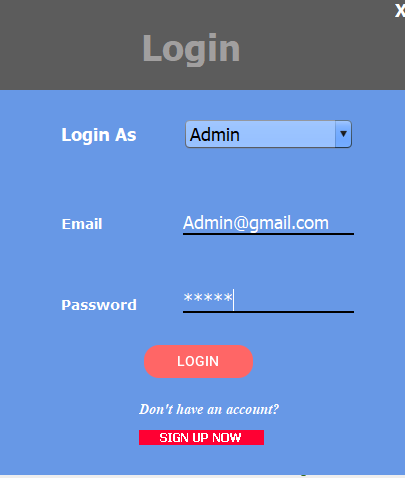 X
Login
Login As Admin
Email Admin@gmail.com
Password *****
LOGIN
Don't have an account?
SIGN UP NOW